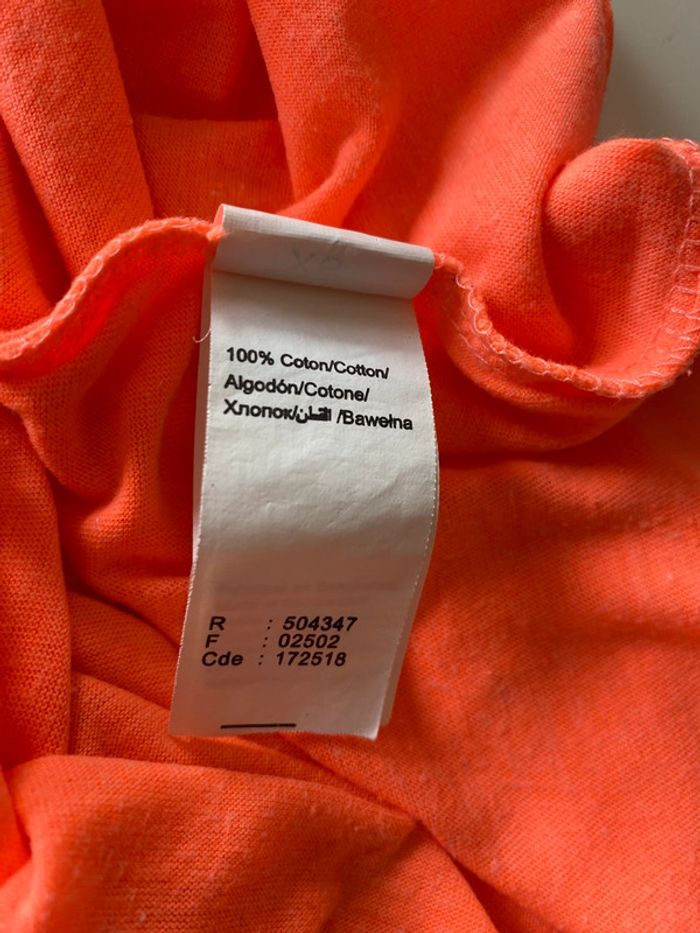 100% Coton/Cotton/
Algodón/Cotone/
Хлопок/القطن /Bawełna
R : 504347
F : 02502
Cde : 172518